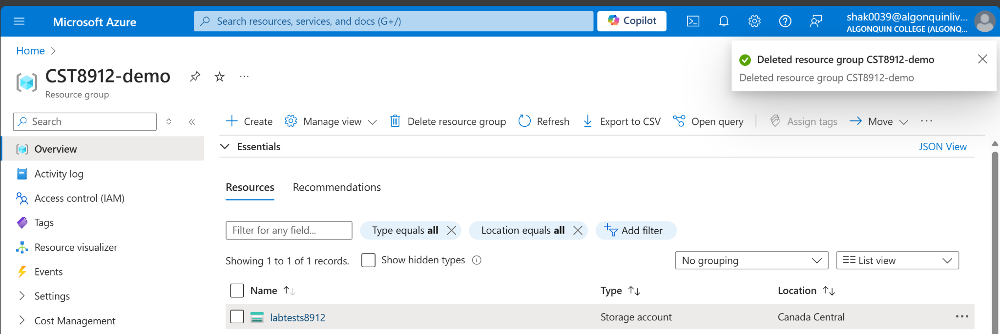 Microsoft Azure
Search resources, services, and docs (G+/)
Copilot
shak0039@algonquinliv...
ALGONQUIN COLLEGE (ALGONQ...
Home
Deleted resource group CST8912-demo
Deleted resource group CST8912-demo
CST8912-demo
Resource group
Search
Create
Manage view
Delete resource group
Refresh
Export to CSV
Open query
Assign tags
Move
Overview
Activity log
Access control (IAM)
Tags
Resource visualizer
Events
Settings
Cost Management
Essentials
JSON View
Resources
Recommendations
Filter for any field...
Type equals all
Location equals all
Add filter
Showing 1 to 1 of 1 records.
Show hidden types
No grouping
List view
Name
Type
Location
labtests8912
Storage account
Canada Central